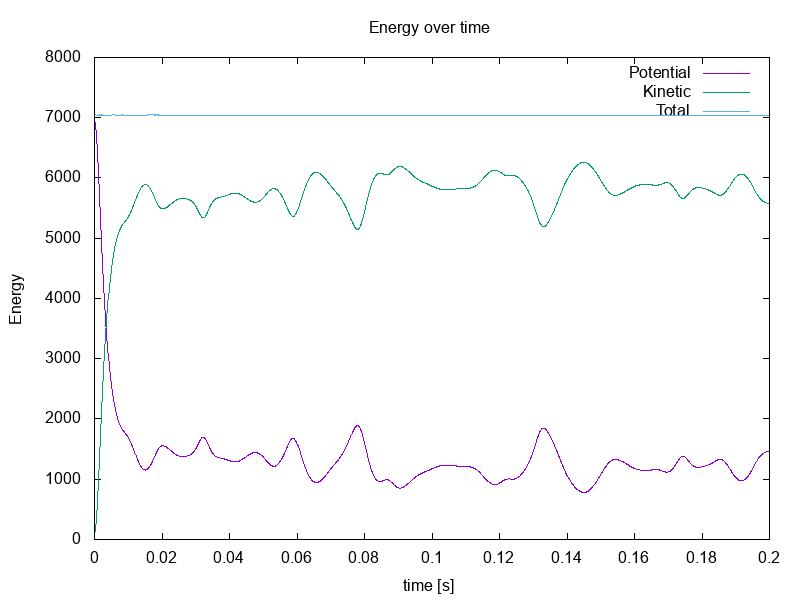 Energy over time
Potential
Kinetic
Total
8000
7000
6000
5000
4000
3000
2000
1000
0
Energy
0 0.02 0.04 0.06 0.08 0.1 0.12 0.14 0.16 0.18 0.2
time [s]